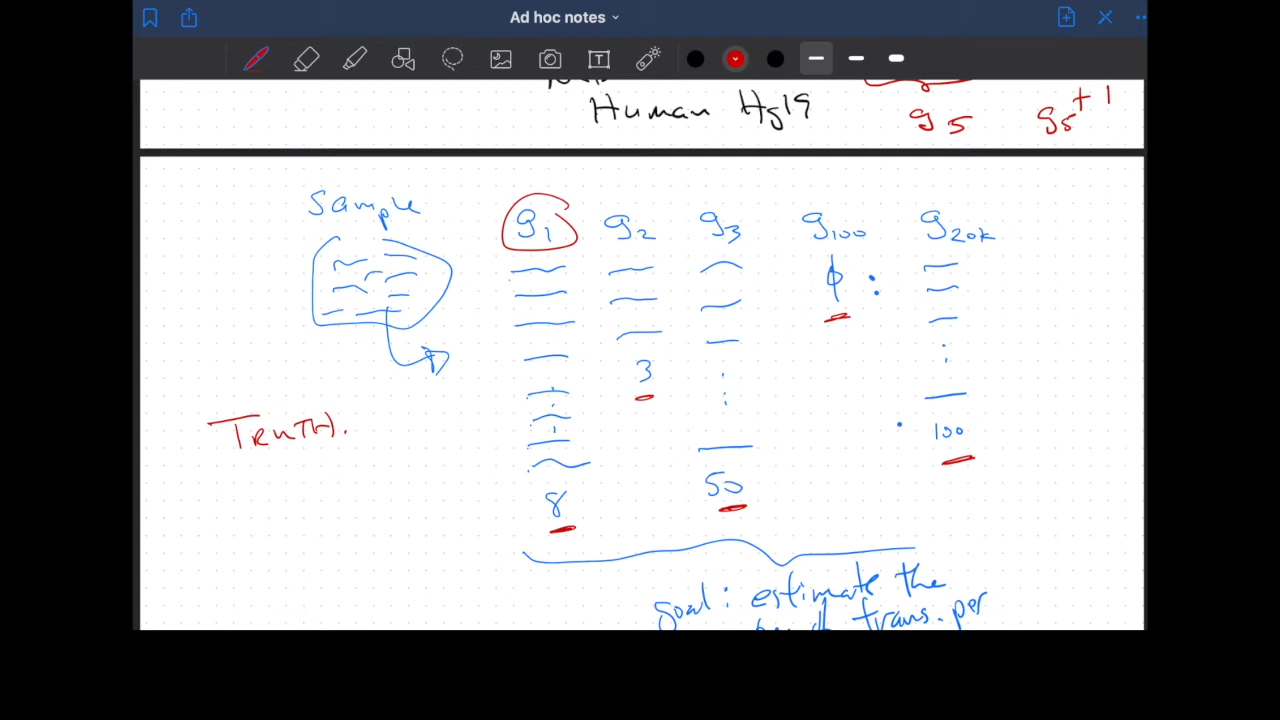 Ad hoc notes
Human Hg19
g5 g5 +1
Sample
g1 g2 g3 g100 g20k
ϕ :
3
TRUTH.
100
50
8
goal : estimate the
trans. per